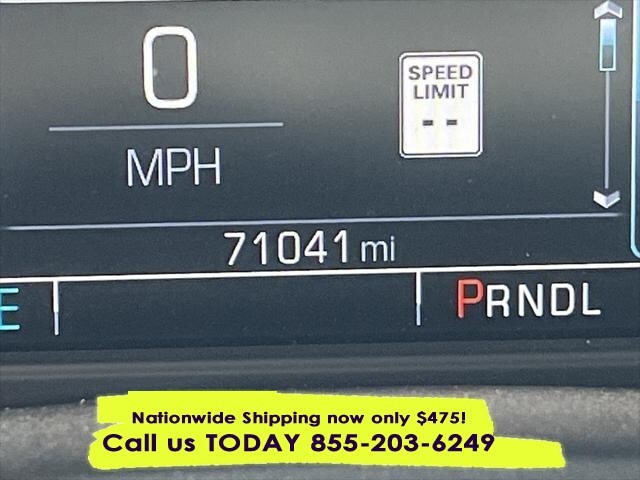 0
MPH
SPEED
LIMIT
--
71041 mi
E
PRNDL
Nationwide Shipping now only $475!
Call us TODAY 855-203-6249